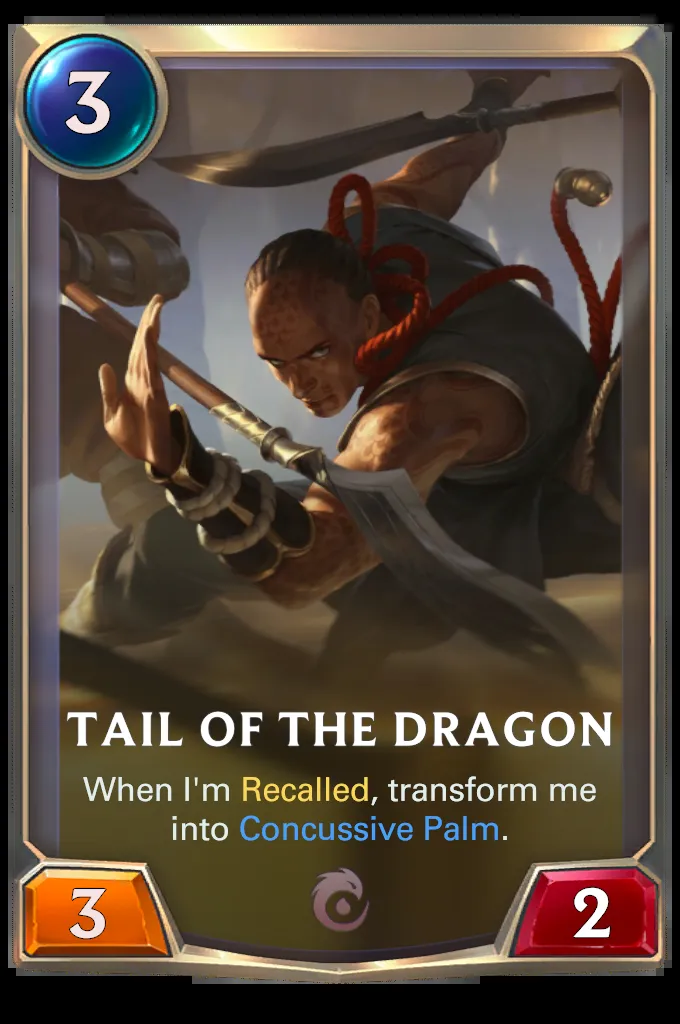 3
TAIL OF THE DRAGON
When I'm Recalled, transform me
into Concussive Palm.
3
2